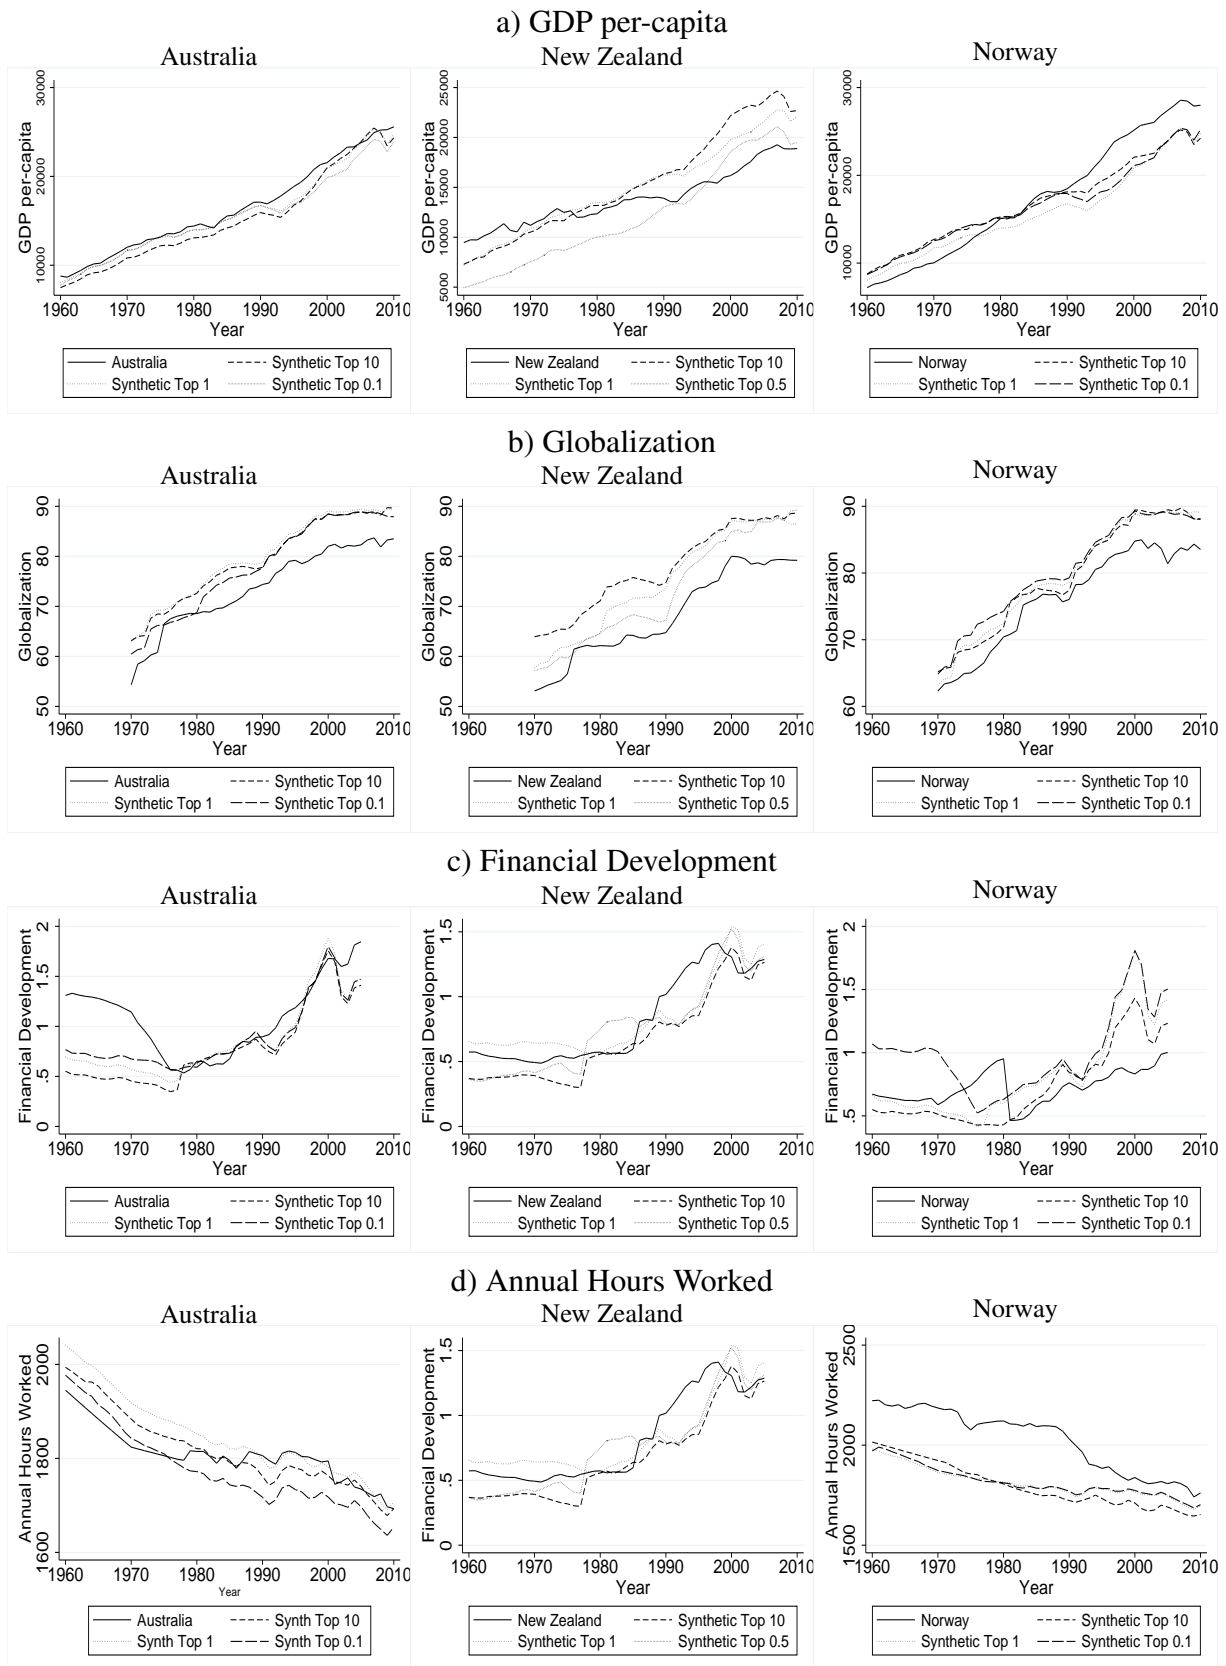 a) GDP per-capita
Australia
New Zealand
Norway
GDP per-capita
10000 20000 30000
1960 1970 1980 1990 2000 2010
Year
Australia Synthetic Top 10
Synthetic Top 1 Synthetic Top 0.1
GDP per-capita
5000 10000 15000 20000 25000
1960 1970 1980 1990 2000 2010
Year
New Zealand Synthetic Top 10
Synthetic Top 1 Synthetic Top 0.5
GDP per-capita
10000 20000 30000
1960 1970 1980 1990 2000 2010
Year
Norway Synthetic Top 10
Synthetic Top 1 Synthetic Top 0.1
b) Globalization
Australia
New Zealand
Norway
Globalization
50 60 70 80 90
1960 1970 1980 1990 2000 2010
Year
Australia Synthetic Top 10
Synthetic Top 1 Synthetic Top 0.1
Globalization
50 60 70 80 90
1960 1970 1980 1990 2000 2010
Year
New Zealand Synthetic Top 10
Synthetic Top 1 Synthetic Top 0.5
Globalization
60 70 80 90
1960 1970 1980 1990 2000 2010
Year
Norway Synthetic Top 10
Synthetic Top 1 Synthetic Top 0.1
c) Financial Development
Australia
New Zealand
Norway
Financial Development
0 .5 1 1.5 2
1960 1970 1980 1990 2000 2010
Year
Australia Synthetic Top 10
Synthetic Top 1 Synthetic Top 0.1
Financial Development
0 .5 1 1.5
1960 1970 1980 1990 2000 2010
Year
New Zealand Synthetic Top 10
Synthetic Top 1 Synthetic Top 0.5
Financial Development
.5 1 1.5 2
1960 1970 1980 1990 2000 2010
Year
Norway Synthetic Top 10
Synthetic Top 1 Synthetic Top 0.1
d) Annual Hours Worked
Australia
New Zealand
Norway
Annual Hours Worked
1600 1800 2000
1960 1970 1980 1990 2000 2010
Year
Australia Synth Top 10
Synth Top 1 Synth Top 0.1
Financial Development
0 .5 1 1.5
1960 1970 1980 1990 2000 2010
Year
New Zealand Synthetic Top 10
Synthetic Top 1 Synthetic Top 0.5
Annual Hours Worked
1500 2000 2500
1960 1970 1980 1990 2000 2010
Year
Norway Synthetic Top 10
Synthetic Top 1 Synthetic Top 0.1